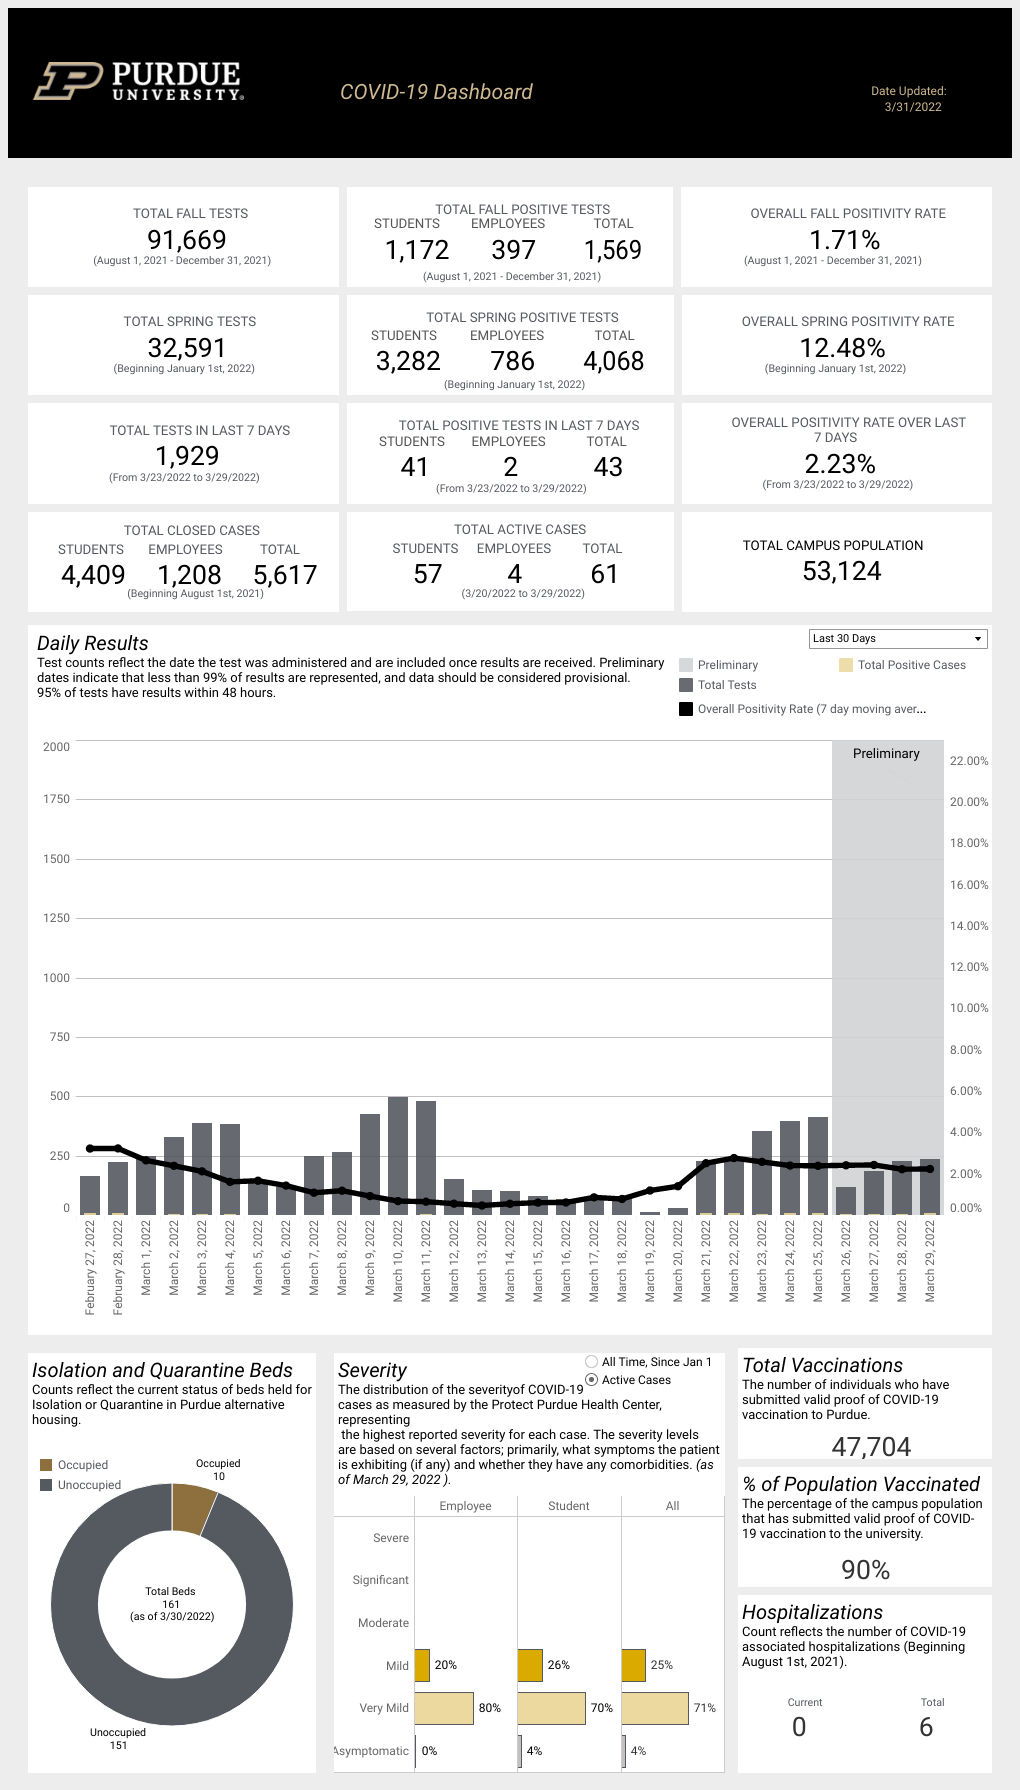 PURDUE
UNIVERSITY®
COVID-19 Dashboard
Date Updated:
3/31/2022
TOTAL FALL TESTS
91,669
(August 1, 2021 - December 31, 2021)
TOTAL FALL POSITIVE TESTS
STUDENTS EMPLOYEES TOTAL
1,172 397 1,569
(August 1, 2021 - December 31, 2021)
OVERALL FALL POSITIVITY RATE
1.71%
(August 1, 2021 - December 31, 2021)
TOTAL SPRING TESTS
32,591
(Beginning January 1st, 2022)
TOTAL SPRING POSITIVE TESTS
STUDENTS EMPLOYEES TOTAL
3,282 786 4,068
(Beginning January 1st, 2022)
OVERALL SPRING POSITIVITY RATE
12.48%
(Beginning January 1st, 2022)
TOTAL TESTS IN LAST 7 DAYS
1,929
(From 3/23/2022 to 3/29/2022)
TOTAL POSITIVE TESTS IN LAST 7 DAYS
STUDENTS EMPLOYEES TOTAL
41 2 43
(From 3/23/2022 to 3/29/2022)
OVERALL POSITIVITY RATE OVER LAST
7 DAYS
2.23%
(From 3/23/2022 to 3/29/2022)
TOTAL CLOSED CASES
STUDENTS EMPLOYEES TOTAL
4,409 1,208 5,617
(Beginning August 1st, 2021)
TOTAL ACTIVE CASES
STUDENTS EMPLOYEES TOTAL
57 4 61
(3/20/2022 to 3/29/2022)
TOTAL CAMPUS POPULATION
53,124
Daily Results
Test counts reflect the date the test was administered and are included once results are received. Preliminary
dates indicate that less than 99% of results are represented, and data should be considered provisional.
95% of tests have results within 48 hours.
Last 30 Days
Preliminary
Total Positive Cases
Total Tests
Overall Positivity Rate (7 day moving aver...
Preliminary
2000
1750
1500
1250
1000
750
500
250
0
22.00%
20.00%
18.00%
16.00%
14.00%
12.00%
10.00%
8.00%
6.00%
4.00%
2.00%
0.00%
February 27, 2022
February 28, 2022
March 1, 2022
March 2, 2022
March 3, 2022
March 4, 2022
March 5, 2022
March 6, 2022
March 7, 2022
March 8, 2022
March 9, 2022
March 10, 2022
March 11, 2022
March 12, 2022
March 13, 2022
March 14, 2022
March 15, 2022
March 16, 2022
March 17, 2022
March 18, 2022
March 19, 2022
March 20, 2022
March 21, 2022
March 22, 2022
March 23, 2022
March 24, 2022
March 25, 2022
March 26, 2022
March 27, 2022
March 28, 2022
March 29, 2022
Isolation and Quarantine Beds
Counts reflect the current status of beds held for
Isolation or Quarantine in Purdue alternative
housing.
Occupied
Unoccupied
Occupied
10
Total Beds
161
(as of 3/30/2022)
Unoccupied
151
Severity
All Time, Since Jan 1
Active Cases
The distribution of the severityof COVID-19
cases as measured by the Protect Purdue Health Center,
representing
the highest reported severity for each case. The severity levels
are based on several factors; primarily, what symptoms the patient
is exhibiting (if any) and whether they have any comorbidities. (as
of March 29, 2022 ).
Employee Student All
Severe
Significant
Moderate
Mild 20% 26% 25%
Very Mild 80% 70% 71%
Asymptomatic 0% 4% 4%
Total Vaccinations
The number of individuals who have
submitted valid proof of COVID-19
vaccination to Purdue.
47,704
% of Population Vaccinated
The percentage of the campus population
that has submitted valid proof of COVID-
19 vaccination to the university.
90%
Hospitalizations
Count reflects the number of COVID-19
associated hospitalizations (Beginning
August 1st, 2021).
Current Total
0 6